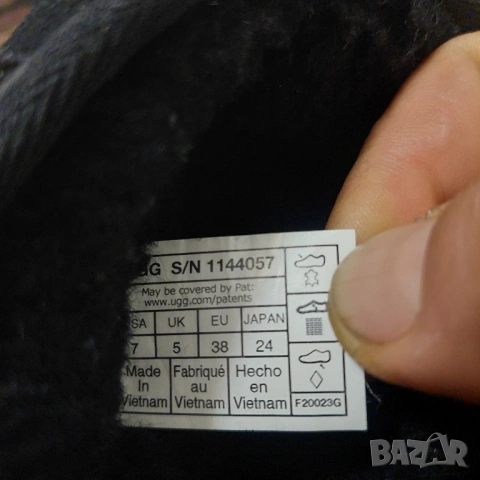 GG S/N 1144057
May be covered by Pat:
www.ugg.com/patents
SA UK EU JAPAN
7 5 38 24
Made In Vietnam
Fabriqué au Vietnam
Hecho en Vietnam
F20023G
BAZAR